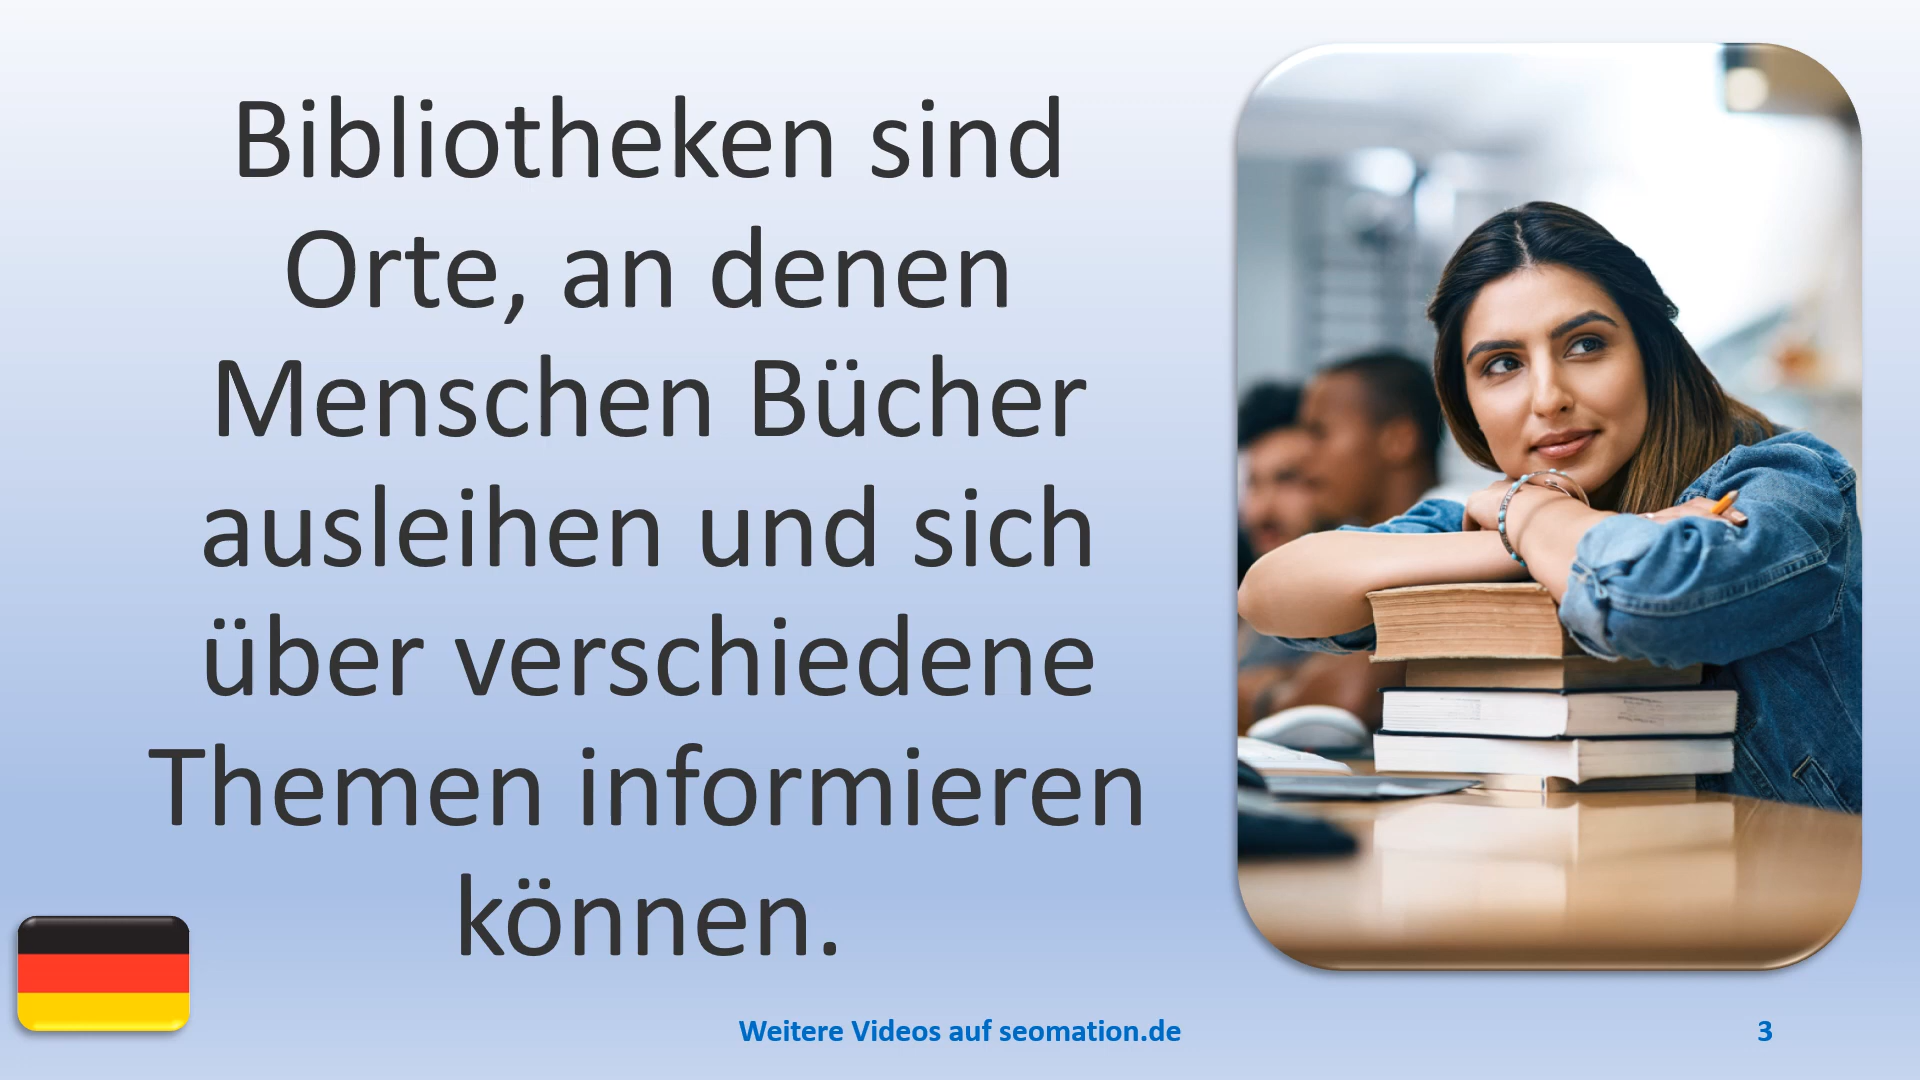 Bibliotheken sind
Orte, an denen
Menschen Bücher
ausleihen und sich
über verschiedene
Themen informieren
können.
Weitere Videos auf seomation.de
3